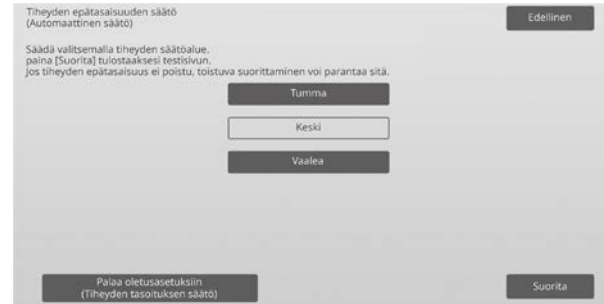 Tiheyden epätasaisuuden säätö
(Automaattinen säätö)
Edellinen
Säädä valitsemalla tiheyden säätöalue.
paina [Suorita] tulostaaksesi testisivun.
Jos tiheyden epätasaisuus ei poistu, toistuva suorittaminen voi parantaa sitä.
Tumma
Keski
Vaalea
Palaa oletusasetuksiin
(Tiheyden tasoituksen säätö)
Suorita